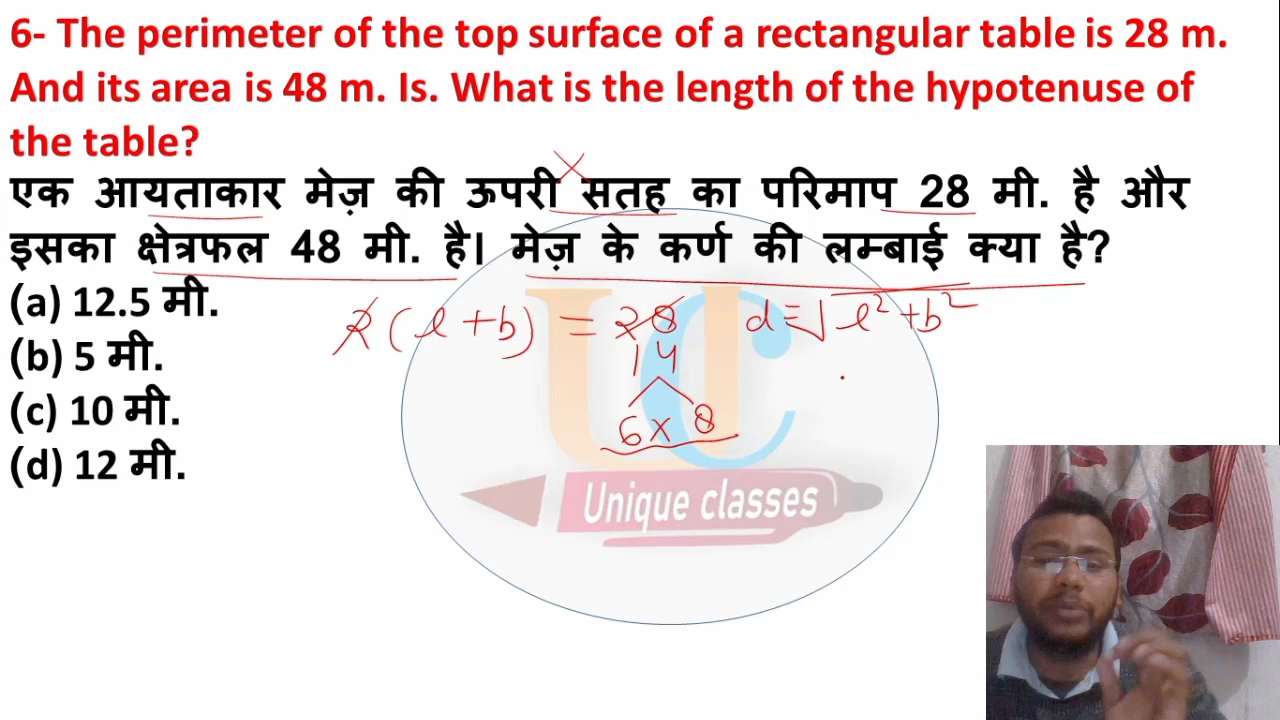 6- The perimeter of the top surface of a rectangular table is 28 m.
And its area is 48 m. Is. What is the length of the hypotenuse of
the table?
एक आयताकार मेज़ की ऊपरी सतह का परिमाप 28 मी. है और
इसका क्षेत्रफल 48 मी. है। मेज़ के कर्ण की लम्बाई क्या है?
(a) 12.5 मी.
2(l+b) = 28 d=√l²+b²
14
(b) 5 मी.
(c) 10 मी.
6 x 8
(d) 12 मी.
UC
Unique classes